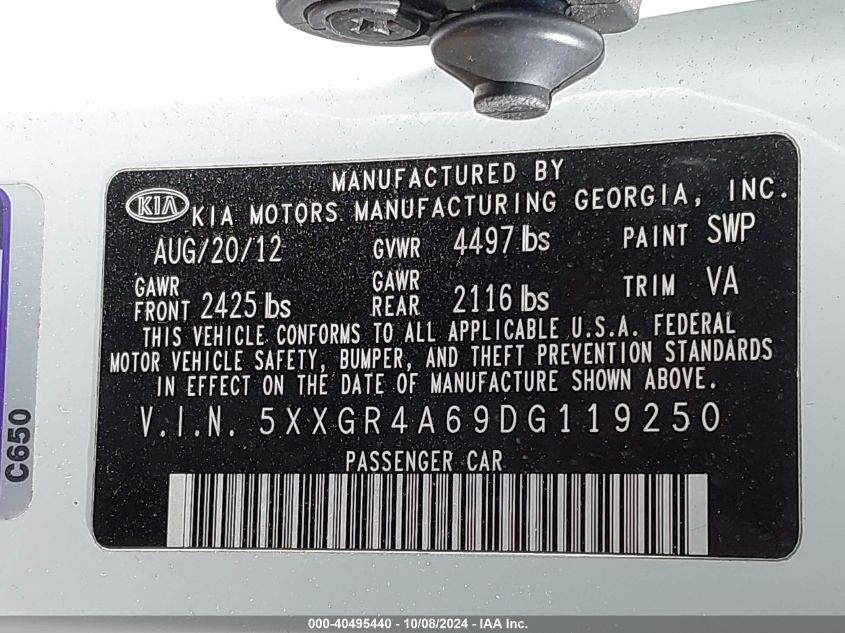 MANUFACTURED BY
KIA KIA MOTORS MANUFACTURING GEORGIA, INC.
AUG/20/12 GVWR 4497 lbs PAINT SWP
GAWR FRONT 2425 lbs GAWR REAR 2116 lbs TRIM VA
THIS VEHICLE CONFORMS TO ALL APPLICABLE U.S.A. FEDERAL
MOTOR VEHICLE SAFETY, BUMPER, AND THEFT PREVENTION STANDARDS
IN EFFECT ON THE DATE OF MANUFACTURE SHOWN ABOVE.
V.I.N. 5XXGR4A69DG119250
PASSENGER CAR
C650
000-40495440 - 10/08/2024 - IAA Inc.